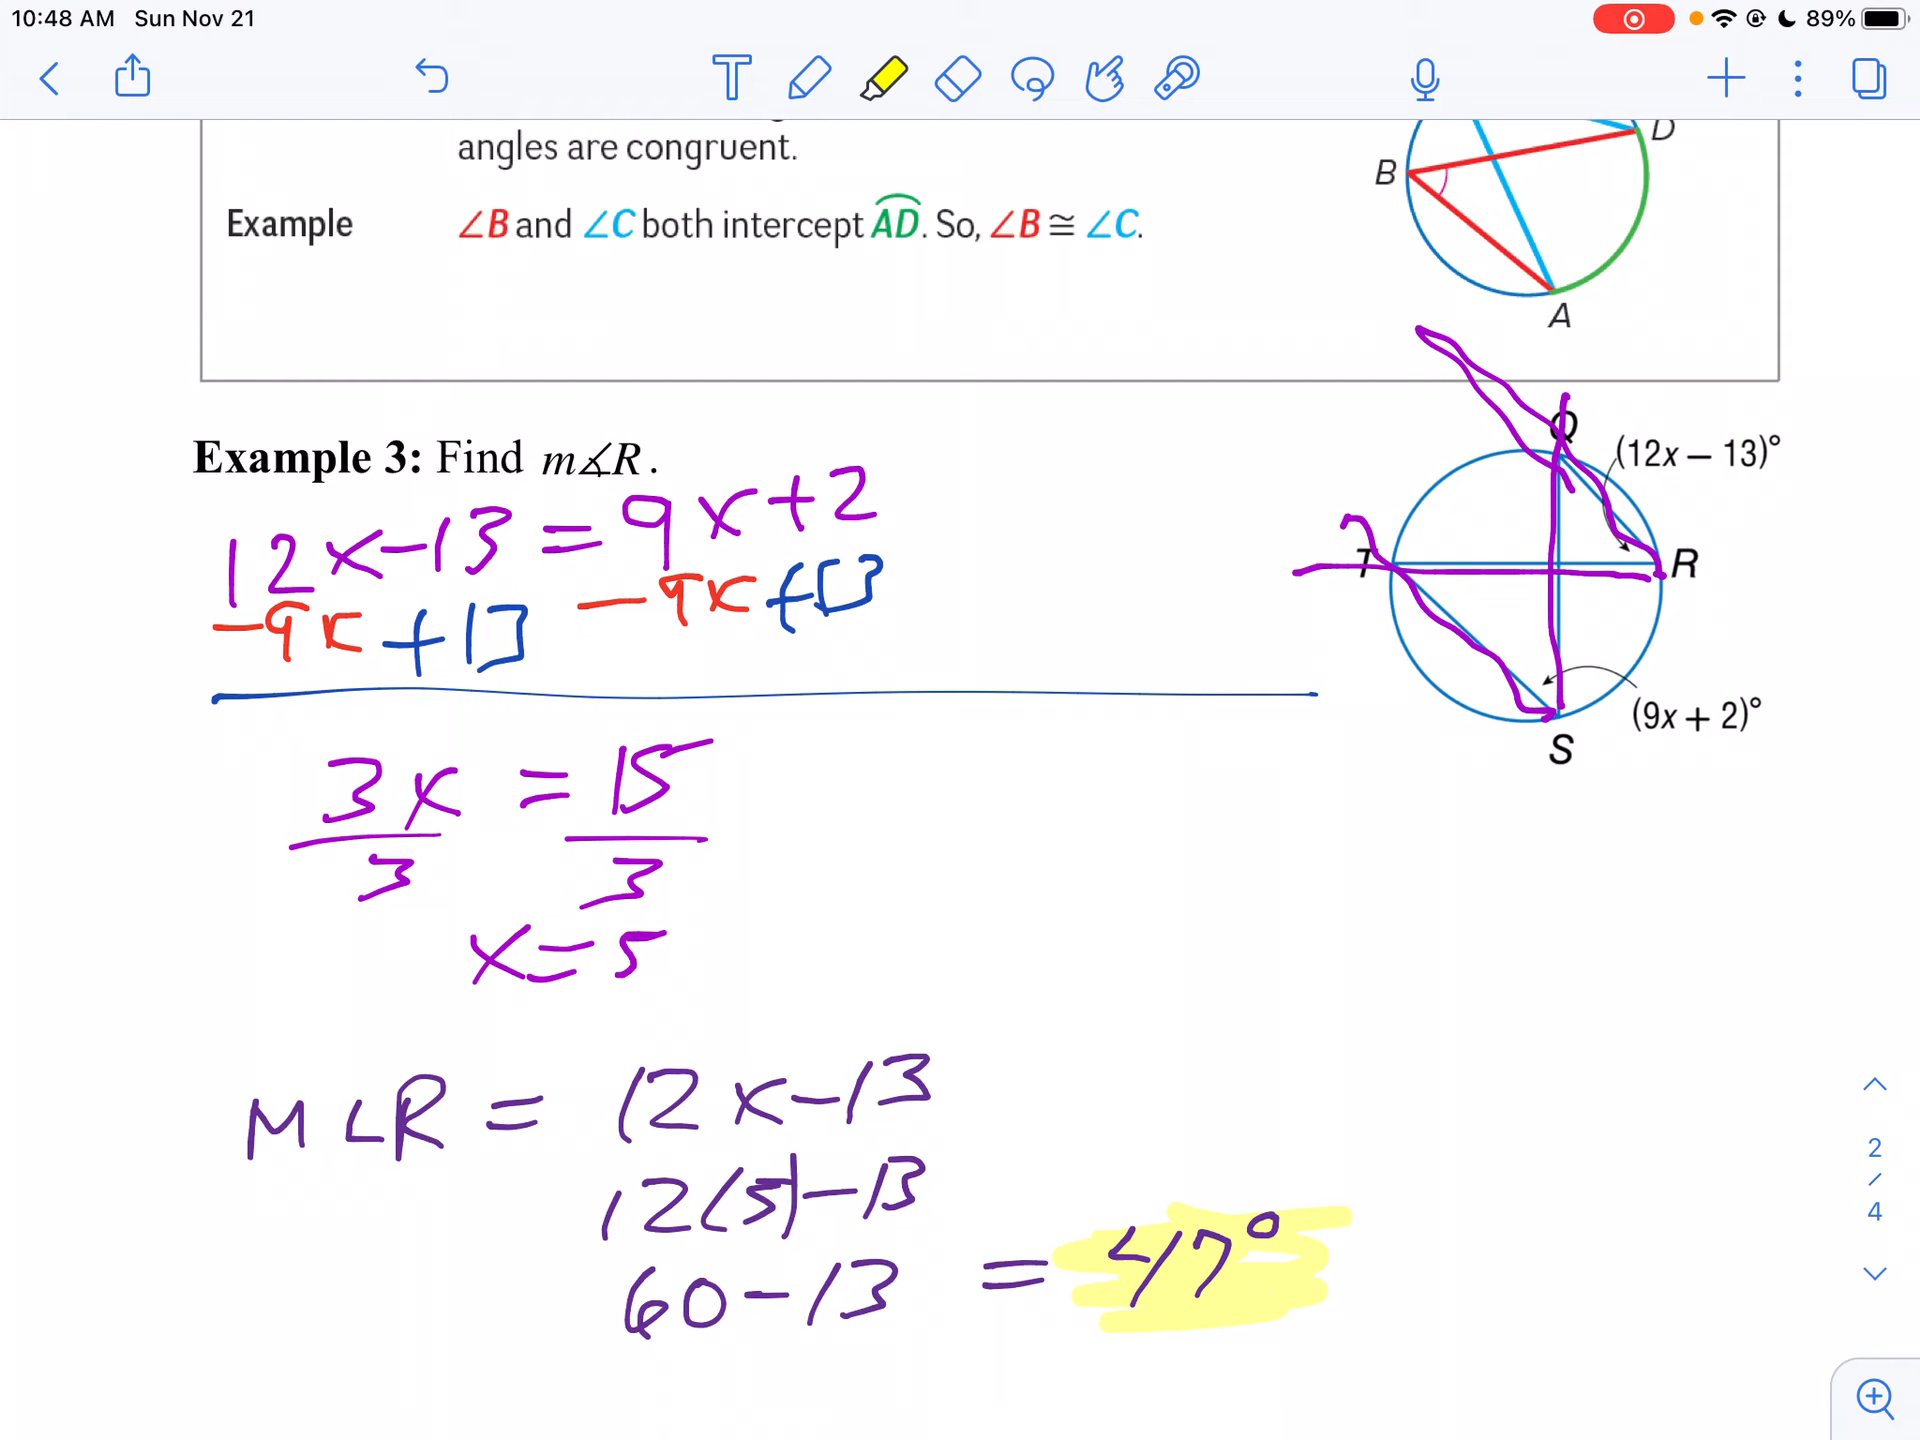 10:48 AM Sun Nov 21
89%
angles are congruent.
D
B
Example ∠B and ∠C both intercept AD. So, ∠B ≅ ∠C.
A
Example 3: Find m∡R.
Q
(12x – 13)°
12x-13=9x+2
-9x +13 -9x +13
T
R
(9x + 2)°
S
3x = 15
3 3
x=5
M∠R = 12x-13
12(5)-13
60-13 = 47°
2
/
4